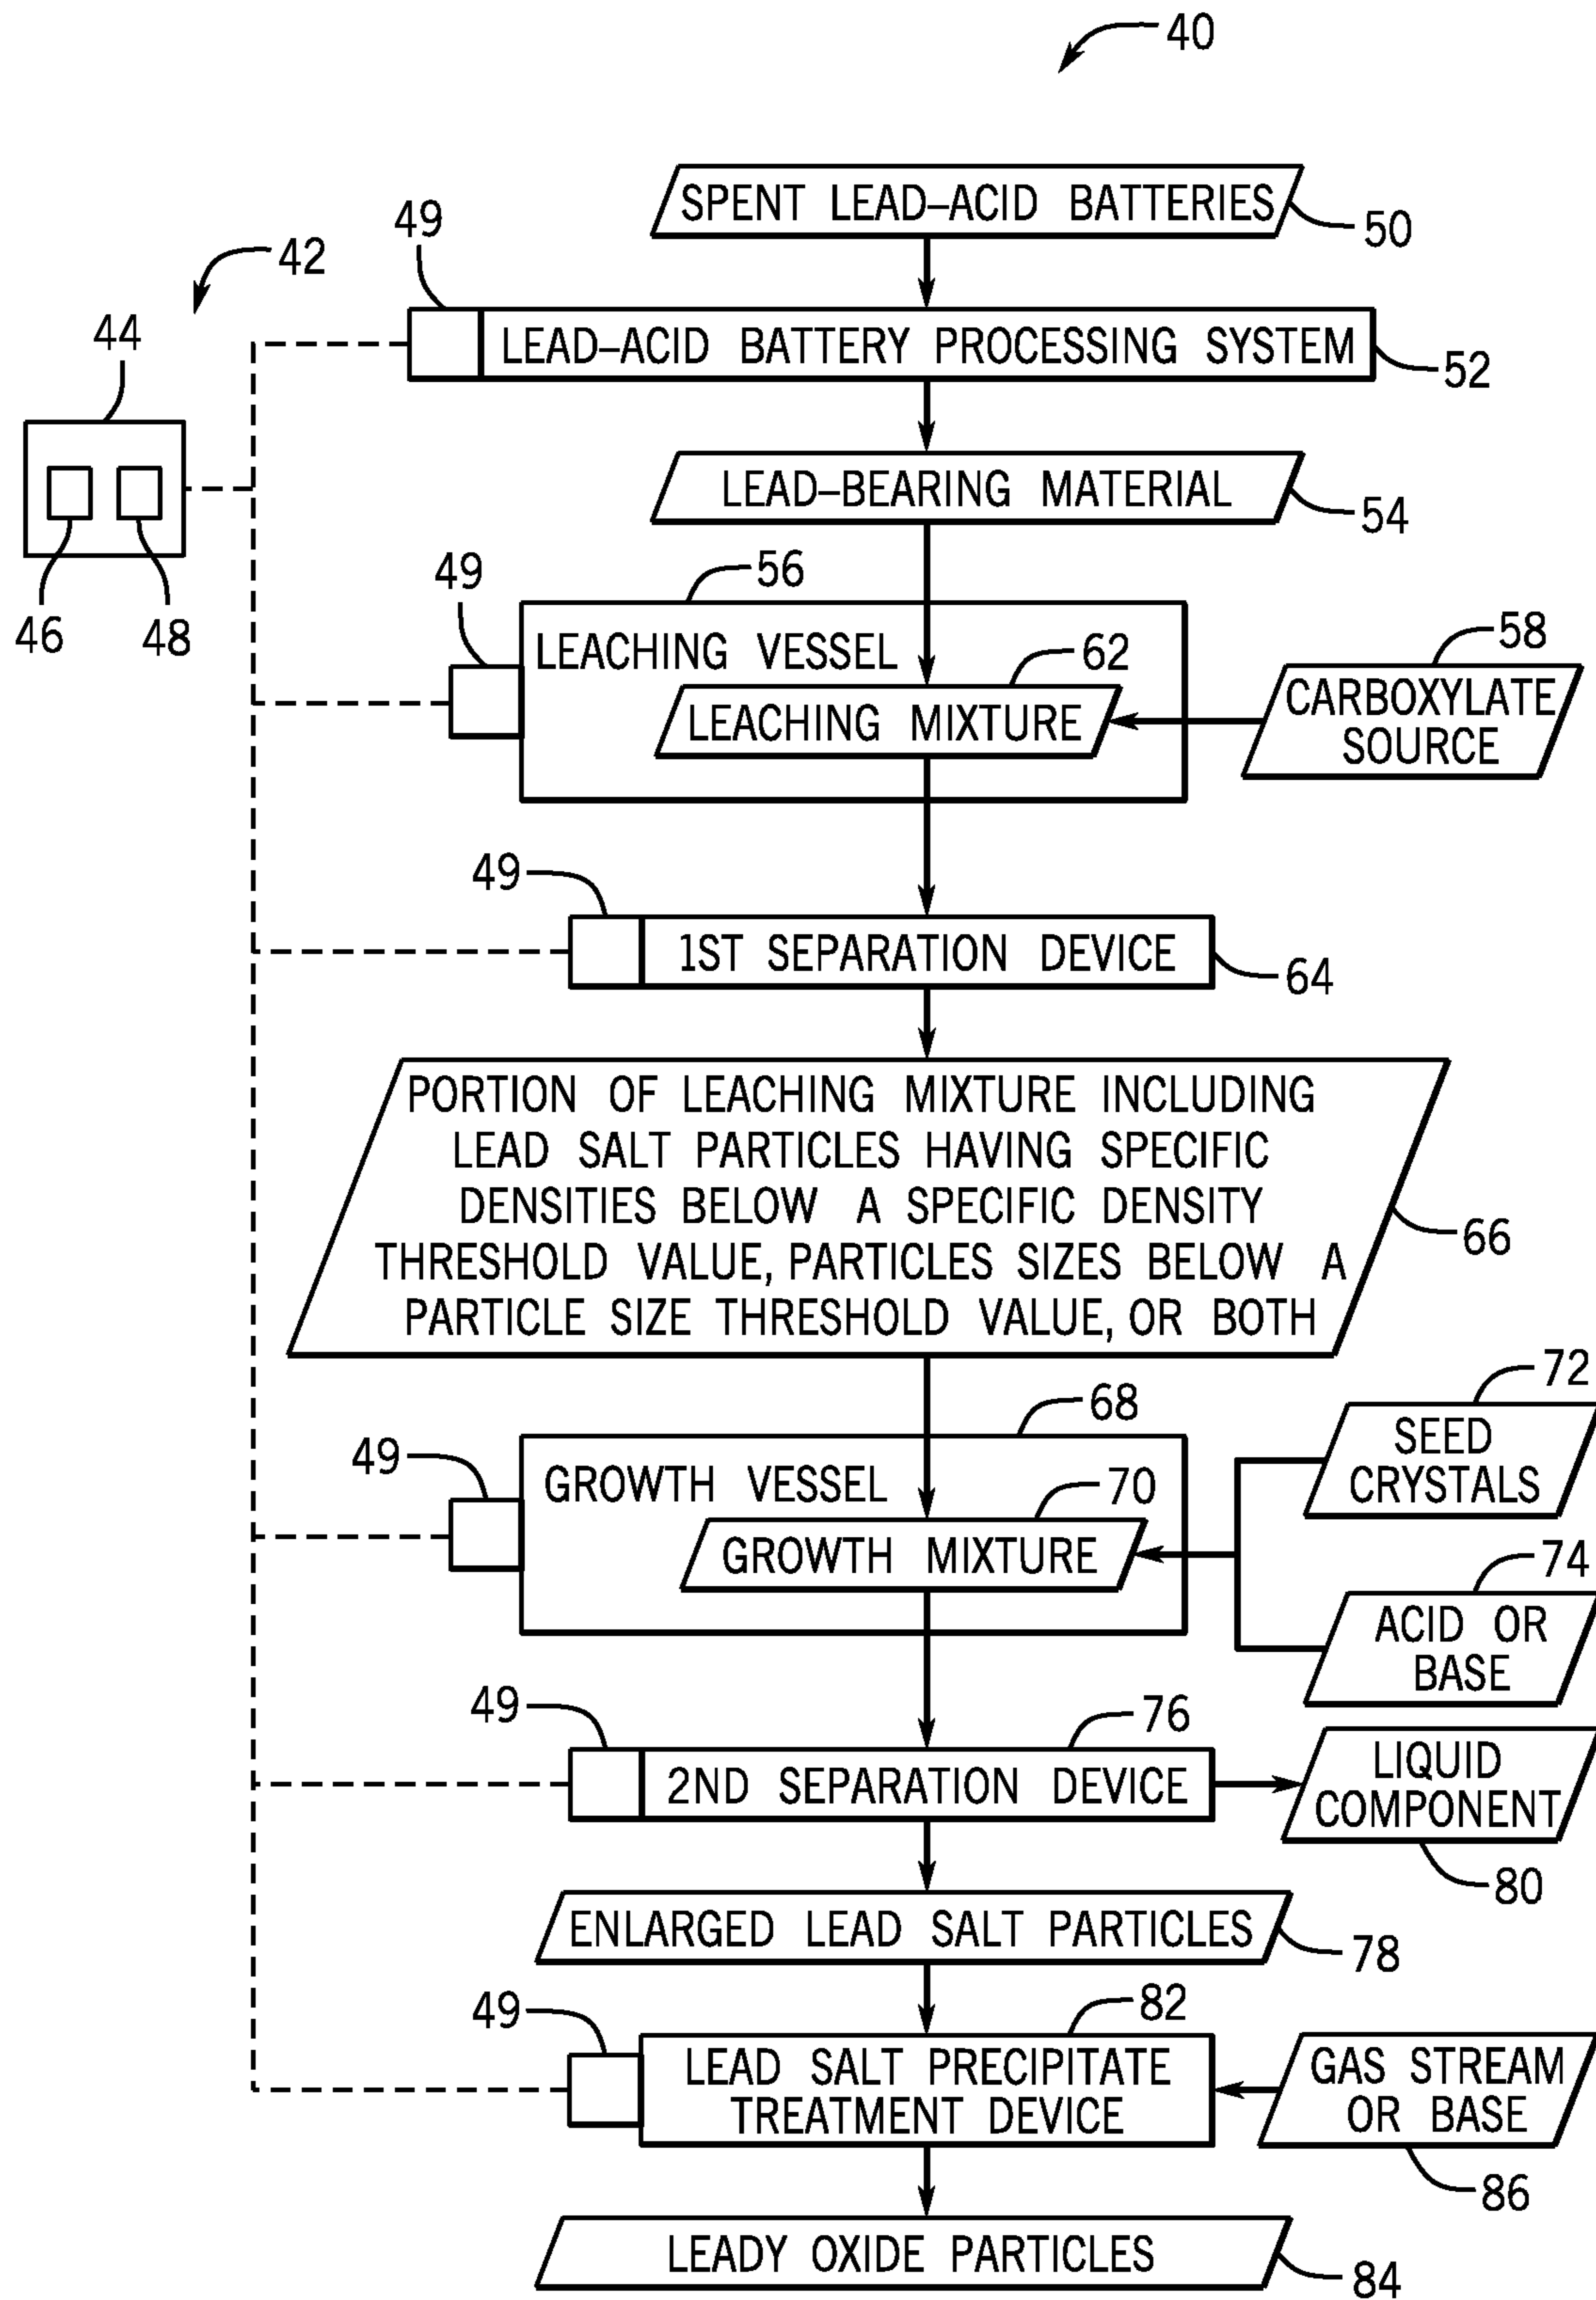 40
SPENT LEAD–ACID BATTERIES
50
49
42
LEAD–ACID BATTERY PROCESSING SYSTEM
52
44
LEAD–BEARING MATERIAL
54
46
48
49
56
LEACHING VESSEL
62
LEACHING MIXTURE
58
CARBOXYLATE
SOURCE
49
1ST SEPARATION DEVICE
64
PORTION OF LEACHING MIXTURE INCLUDING
LEAD SALT PARTICLES HAVING SPECIFIC
DENSITIES BELOW A SPECIFIC DENSITY
THRESHOLD VALUE, PARTICLES SIZES BELOW A
PARTICLE SIZE THRESHOLD VALUE, OR BOTH
66
68
49
GROWTH VESSEL
70
GROWTH MIXTURE
72
SEED
CRYSTALS
74
ACID OR
BASE
49
76
2ND SEPARATION DEVICE
LIQUID
COMPONENT
80
ENLARGED LEAD SALT PARTICLES
78
49
82
LEAD SALT PRECIPITATE
TREATMENT DEVICE
GAS STREAM
OR BASE
86
LEADY OXIDE PARTICLES
84